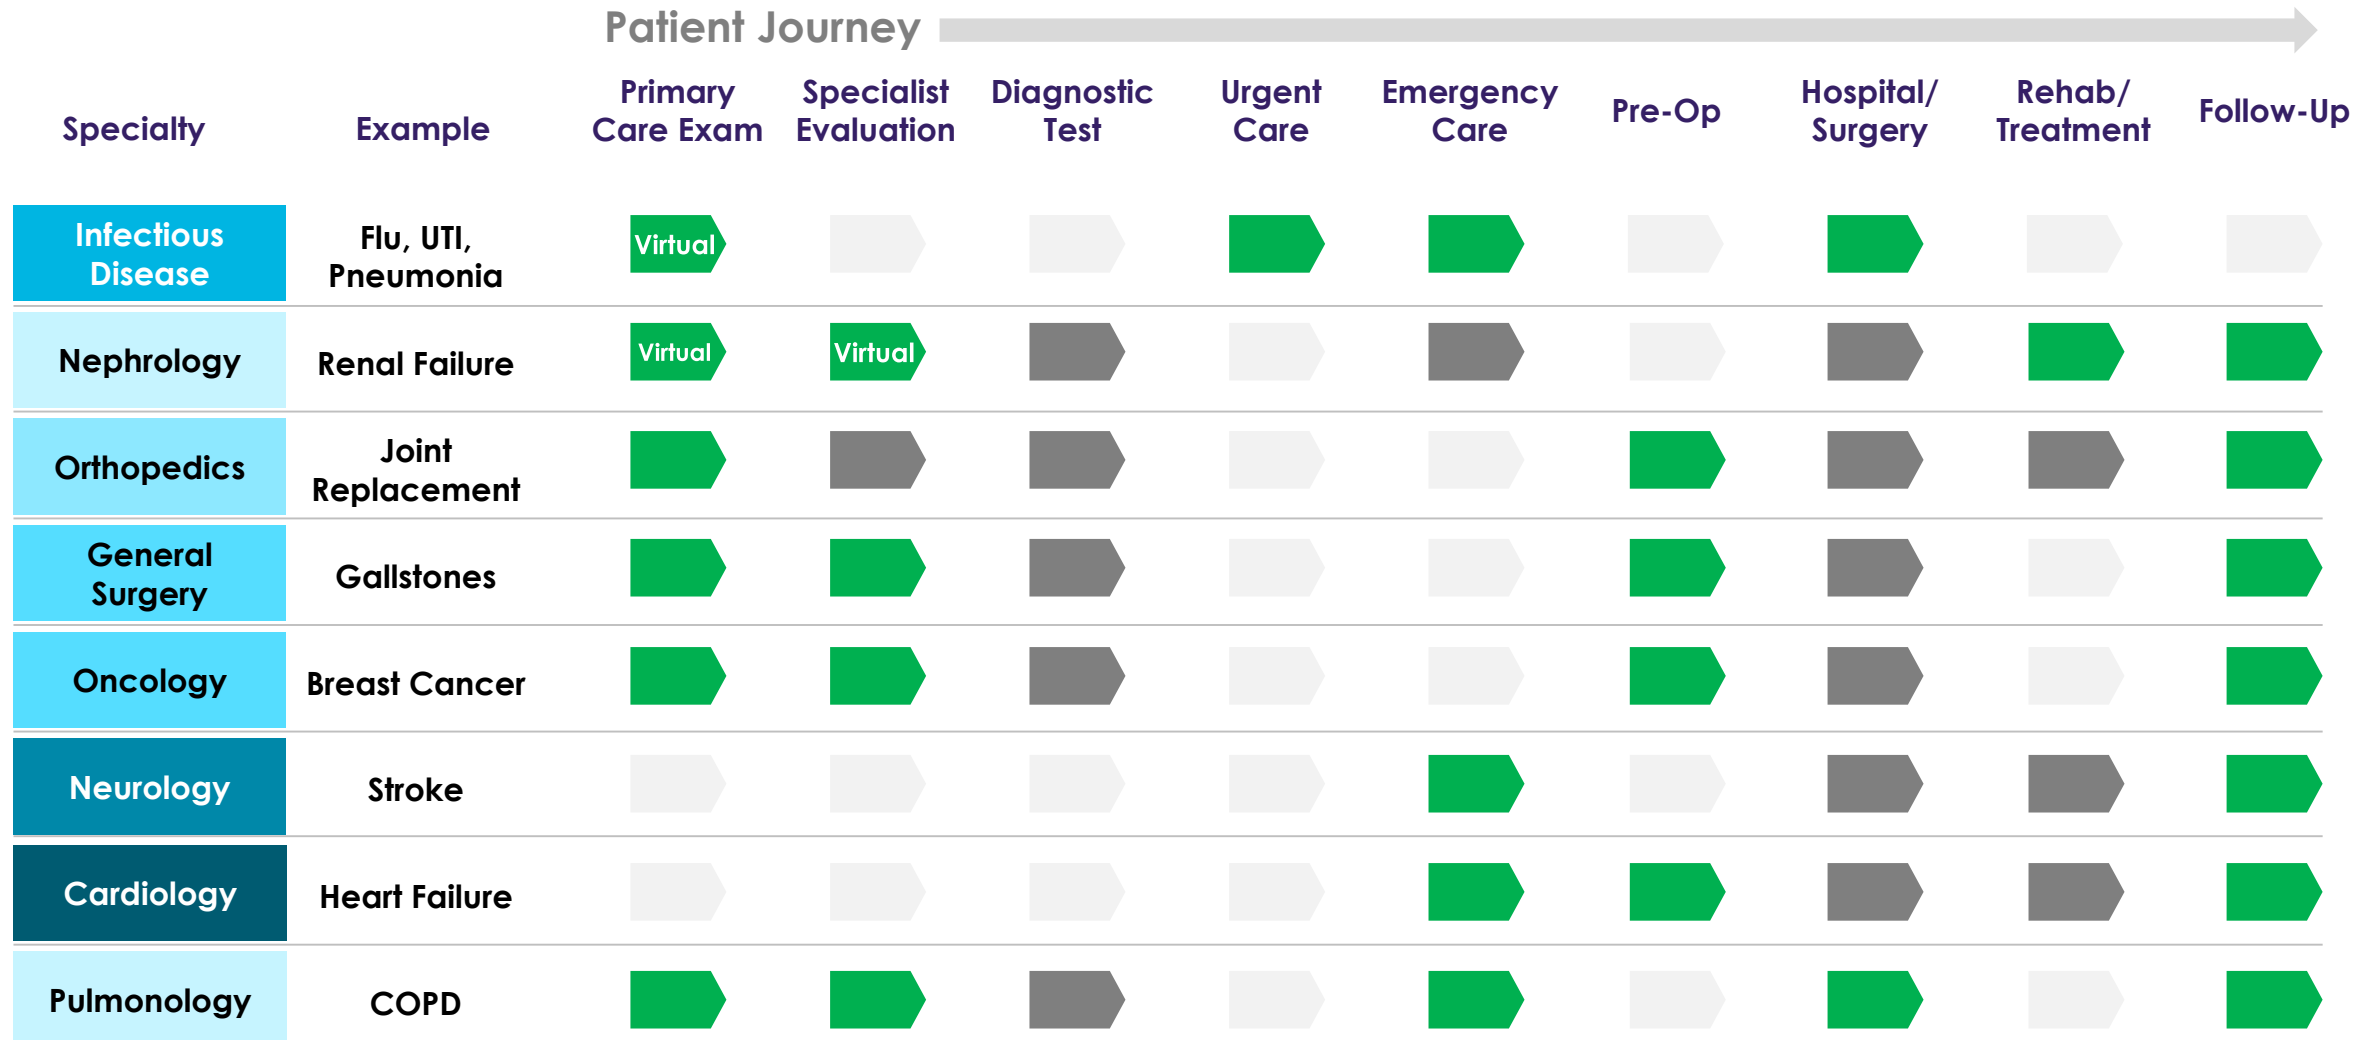 Patient Journey
Specialty
Example
Primary
Care Exam
Specialist
Evaluation
Diagnostic
Test
Urgent
Care
Emergency
Care
Pre-Op
Hospital/
Surgery
Rehab/
Treatment
Follow-Up
Infectious
Disease
Flu, UTI,
Pneumonia
Virtual
Nephrology
Renal Failure
Virtual
Virtual
Orthopedics
Joint
Replacement
General
Surgery
Gallstones
Oncology
Breast Cancer
Neurology
Stroke
Cardiology
Heart Failure
Pulmonology
COPD